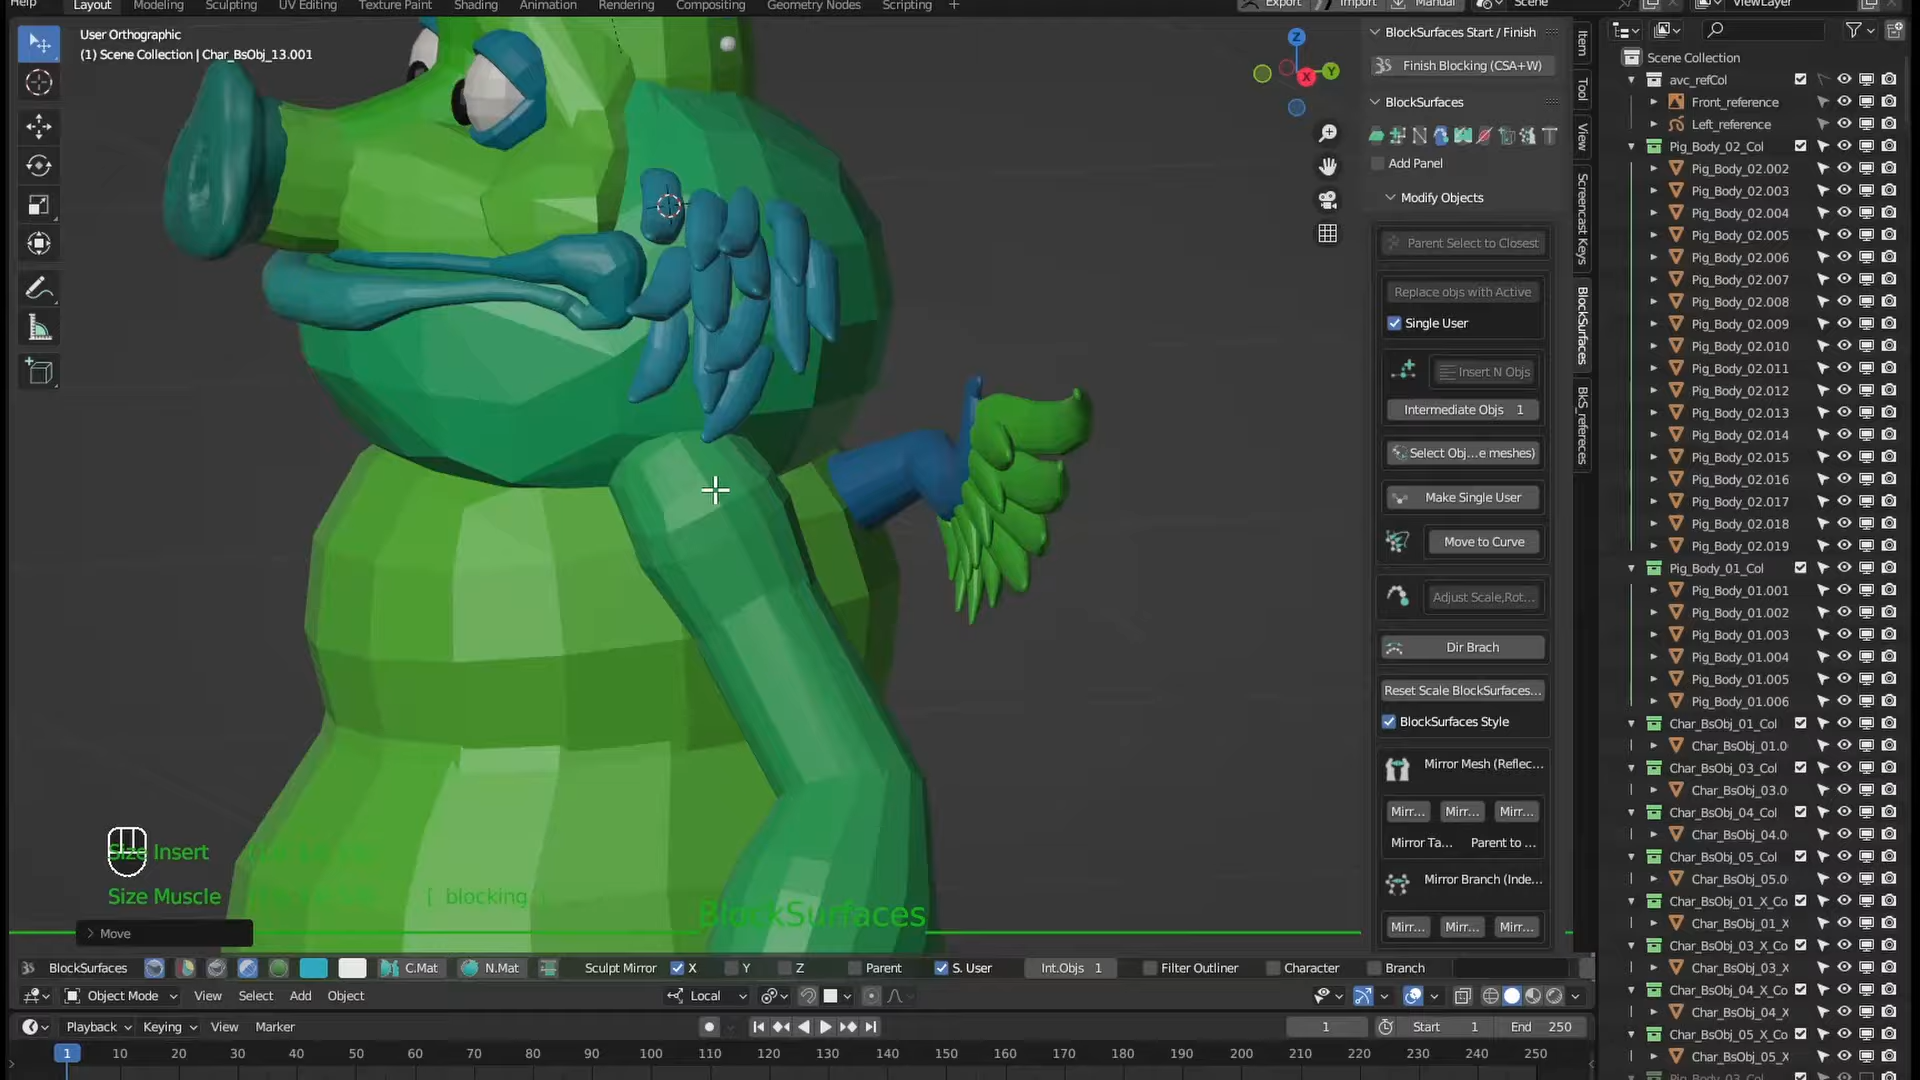 Help
Layout Modeling Sculpting UV Editing Texture Paint Shading Animation Rendering Compositing Geometry Nodes Scripting +
Export Import Manual Scene ViewLayer
User Orthographic
(1) Scene Collection | Char_BsObj_13.001
Z
Y
X
BlockSurfaces Start / Finish
Finish Blocking (CSA+W)
BlockSurfaces
Add Panel
Modify Objects
Parent Select to Closest
Replace objs with Active
Single User
Insert N Objs
Intermediate Objs 1
Select Obj...e meshes)
Make Single User
Move to Curve
Adjust Scale,Rot...
Dir Brach
Reset Scale BlockSurfaces...
BlockSurfaces Style
Mirror Mesh (Reflec...
Mirr... Mirr... Mirr...
Mirror Ta... Parent to ...
Mirror Branch (Inde...
Mirr... Mirr... Mirr...
Item
Tool
View
Screencast Keys
BlockSurfaces
BkS_refereces
Scene Collection
avc_refCol
Front_reference
Left_reference
Pig_Body_02_Col
Pig_Body_02.002
Pig_Body_02.003
Pig_Body_02.004
Pig_Body_02.005
Pig_Body_02.006
Pig_Body_02.007
Pig_Body_02.008
Pig_Body_02.009
Pig_Body_02.010
Pig_Body_02.011
Pig_Body_02.012
Pig_Body_02.013
Pig_Body_02.014
Pig_Body_02.015
Pig_Body_02.016
Pig_Body_02.017
Pig_Body_02.018
Pig_Body_02.019
Pig_Body_01_Col
Pig_Body_01.001
Pig_Body_01.002
Pig_Body_01.003
Pig_Body_01.004
Pig_Body_01.005
Pig_Body_01.006
Char_BsObj_01_Col
Char_BsObj_01.0
Char_BsObj_03_Col
Char_BsObj_03.0
Char_BsObj_04_Col
Char_BsObj_04.0
Char_BsObj_05_Col
Char_BsObj_05.0
Char_BsObj_01_X_Co
Char_BsObj_01_X
Char_BsObj_03_X_Co
Char_BsObj_03_X
Char_BsObj_04_X_Co
Char_BsObj_04_X
Char_BsObj_05_X_Co
Char_BsObj_05_X
Size Insert
Size Muscle [ blocking ]
BlockSurfaces
Move
BlockSurfaces C.Mat N.Mat Sculpt Mirror X Y Z Parent S. User Int.Objs 1 Filter Outliner Character Branch
Object Mode View Select Add Object Local
Playback Keying View Marker 1 Start 1 End 250
1 10 20 30 40 50 60 70 80 90 100 110 120 130 140 150 160 170 180 190 200 210 220 230 240 250